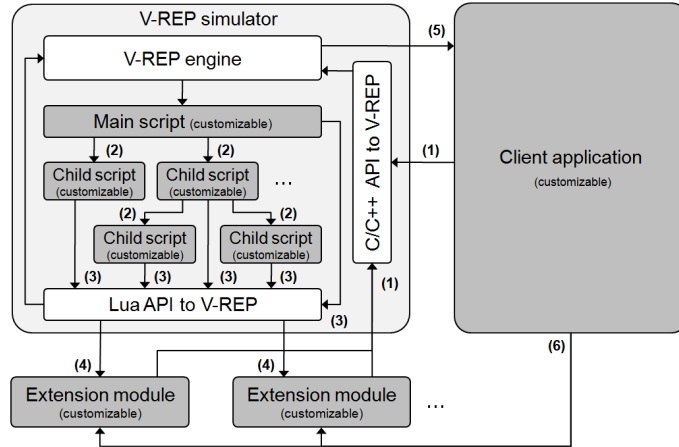 V-REP simulator
V-REP engine
(5)
Main script (customizable)
(2)
(2)
(1)
Child script
(customizable)
Child script
(customizable)
...
C/C++ API to V-REP
Client application
(customizable)
(2)
(2)
Child script
(customizable)
Child script
(customizable)
(3)
(3)
(3)
(3)
(1)
Lua API to V-REP
(3)
(4)
(4)
(6)
Extension module
(customizable)
Extension module
(customizable)
...